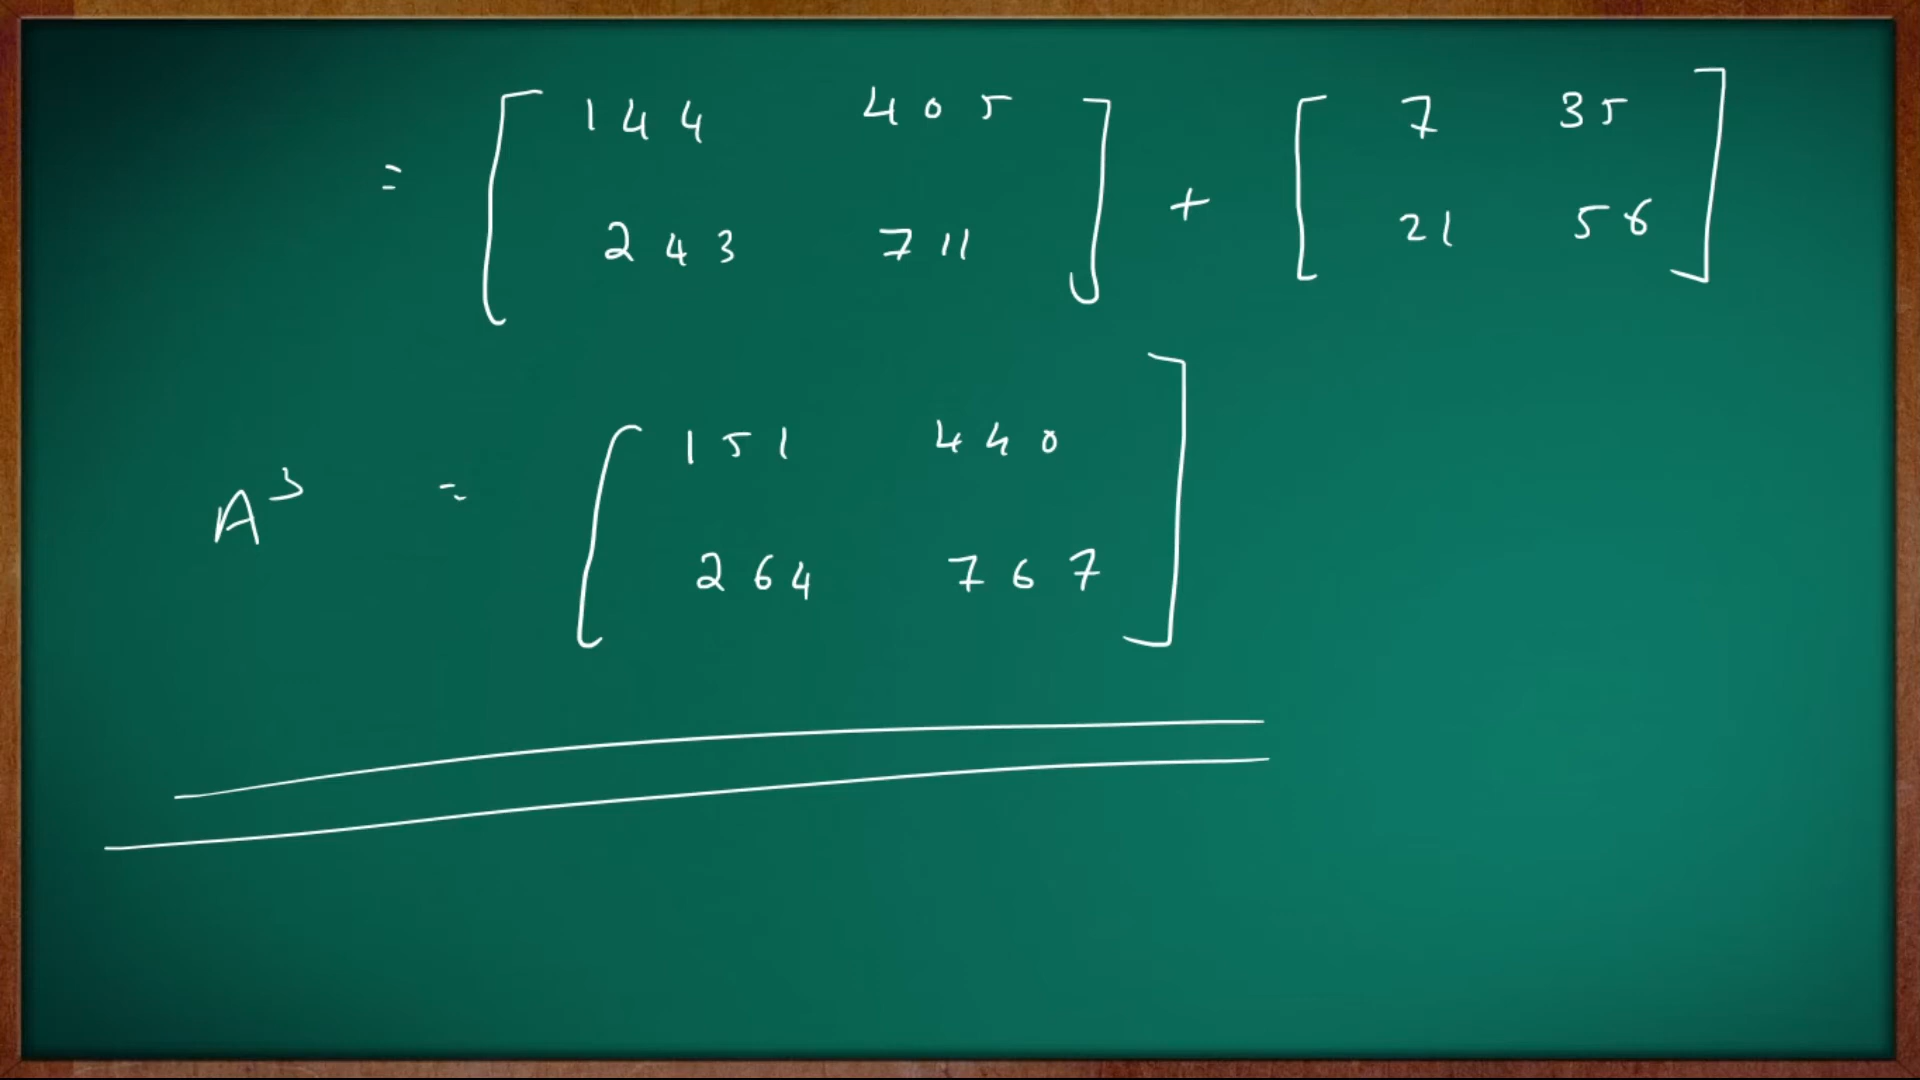 = [ 144 405 ] + [ 7 35 ]
243 711 21 56
A³ = [ 151 440 ]
264 767